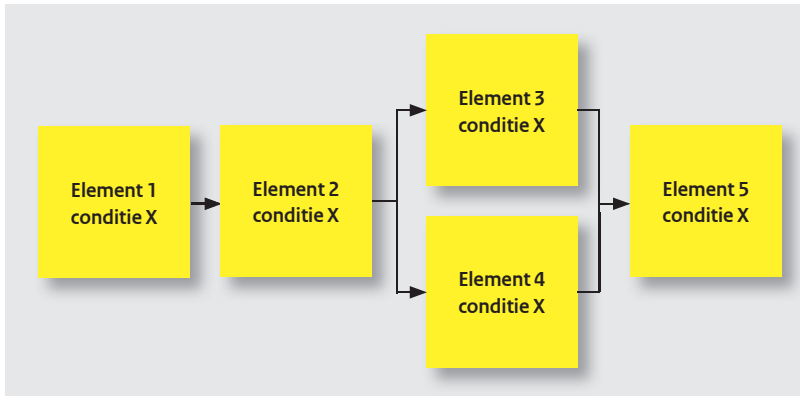 Element 1
conditie X
Element 2
conditie X
Element 3
conditie X
Element 4
conditie X
Element 5
conditie X